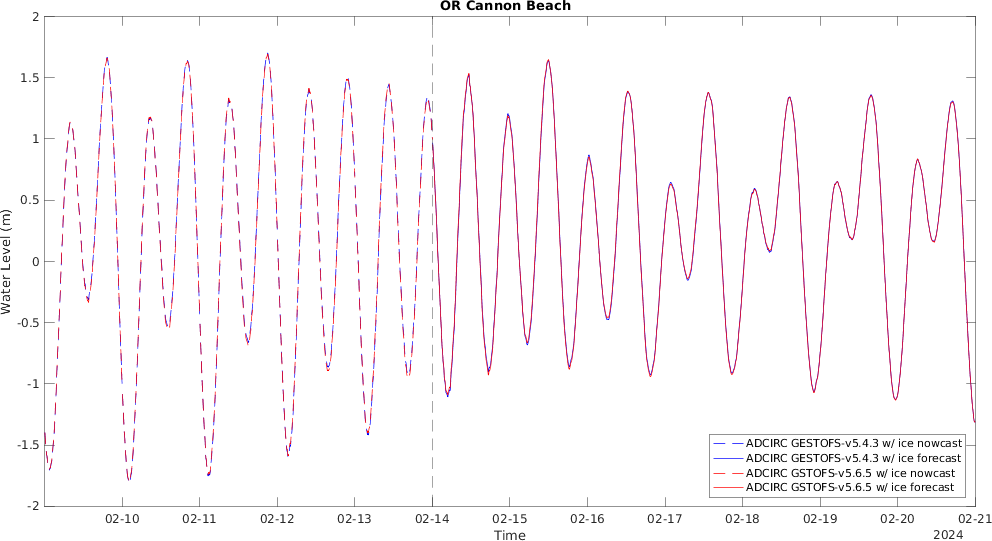 OR Cannon Beach
2
1.5
1
0.5
0
-0.5
-1
-1.5
-2
Water Level (m)
ADCIRC GESTOFS-v5.4.3 w/ ice nowcast
ADCIRC GESTOFS-v5.4.3 w/ ice forecast
ADCIRC GSTOFS-v5.6.5 w/ ice nowcast
ADCIRC GSTOFS-v5.6.5 w/ ice forecast
02-10 02-11 02-12 02-13 02-14 02-15 02-16 02-17 02-18 02-19 02-20 02-21
Time
2024